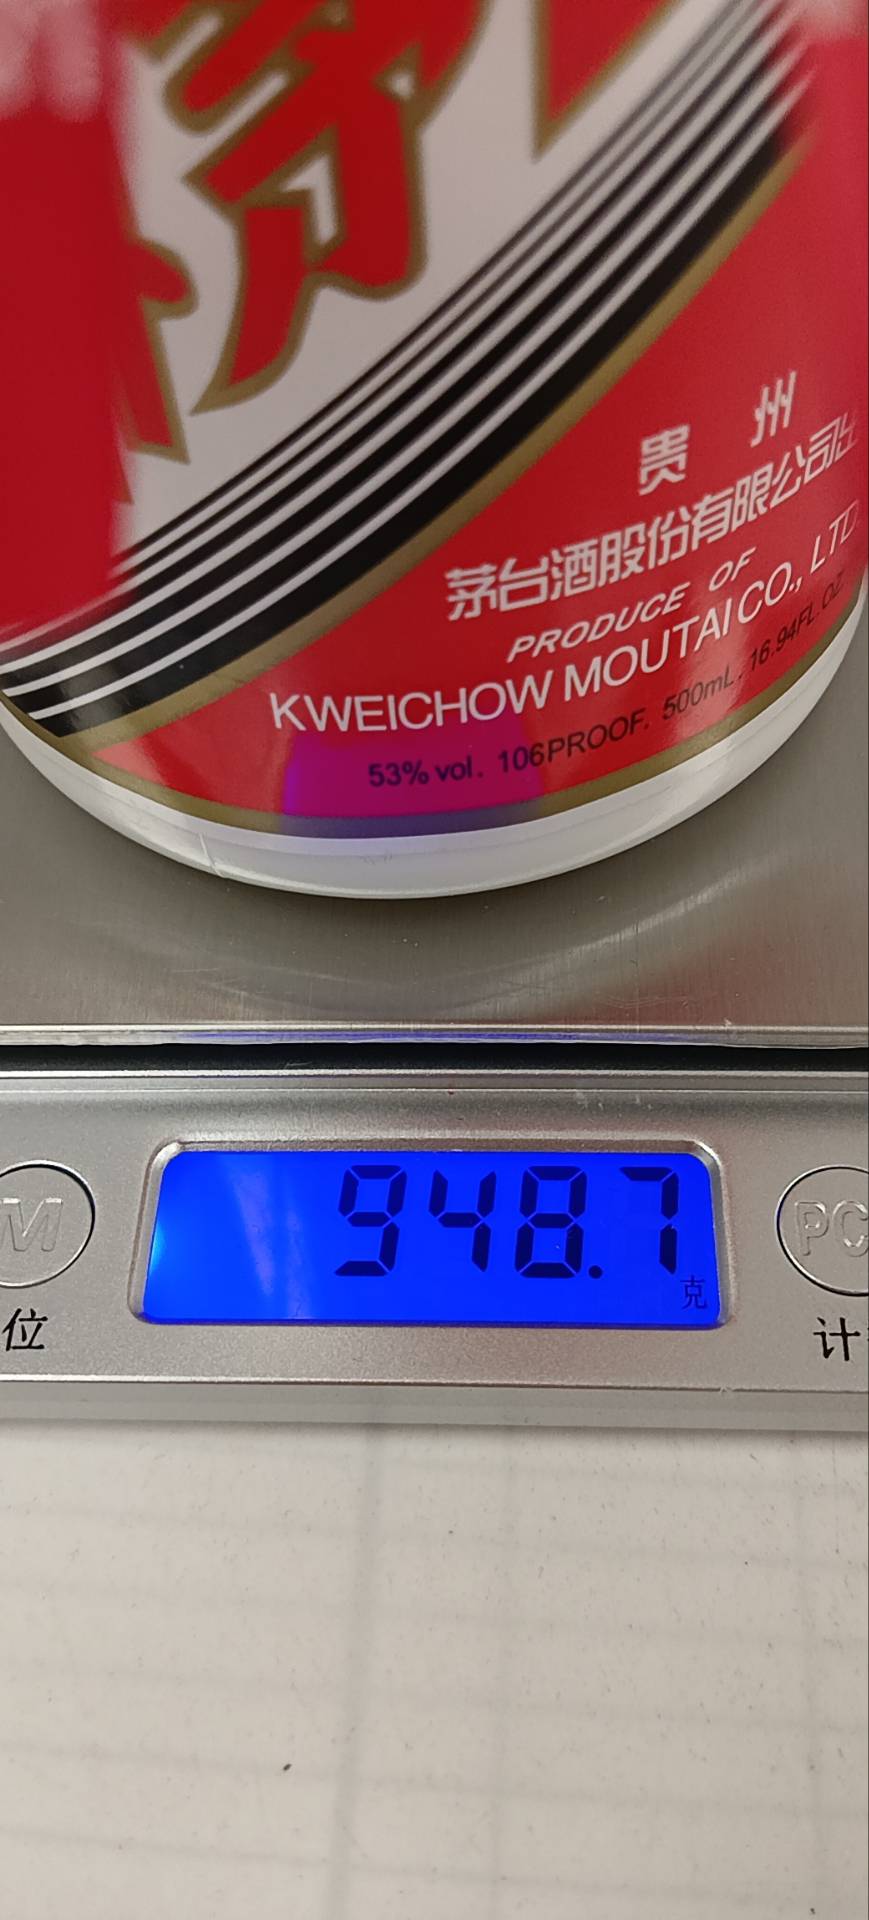 贵州
茅台酒股份有限公司出
PRODUCE OF
KWEICHOW MOUTAI CO., LTD.
53% vol. 106PROOF. 500mL. 16.94FL.OZ
948.7
克
M
PC
位
计